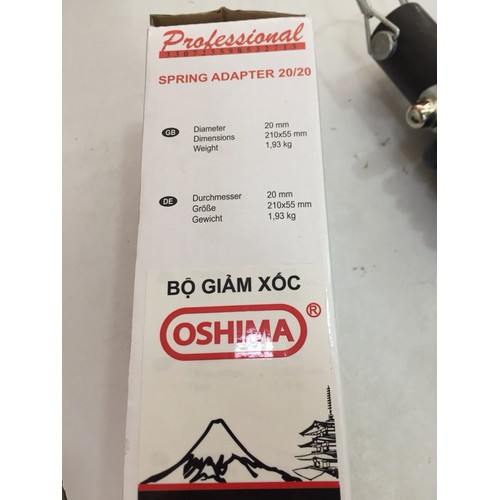 Professional
SPRING ADAPTER 20/20
GB
Diameter 20 mm
Dimensions 210x55 mm
Weight 1,93 kg
DE
Durchmesser 20 mm
Größe 210x55 mm
Gewicht 1,93 kg
BỘ GIẢM XÓC
OSHIMA ®